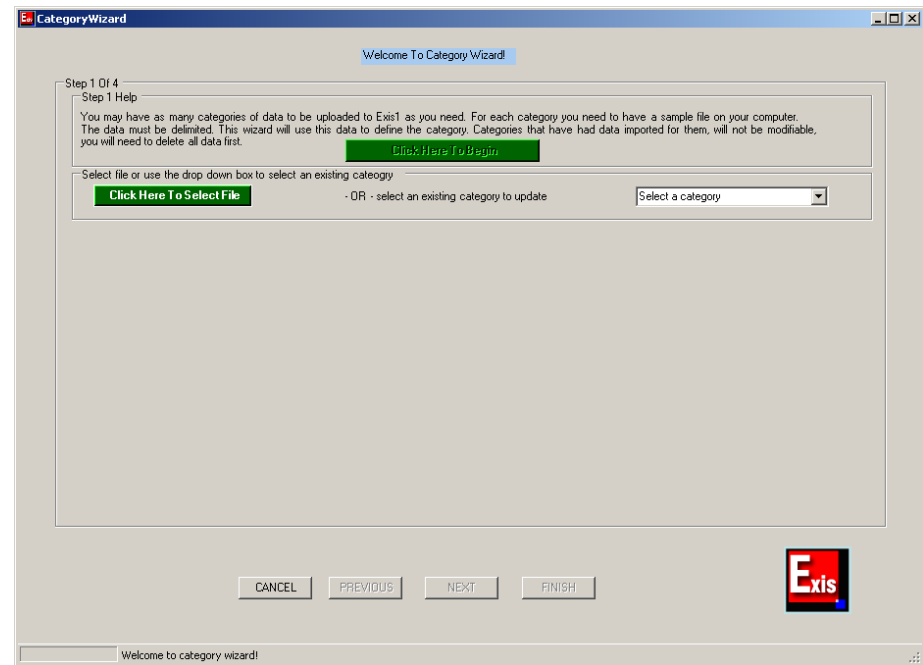 CategoryWizard
Welcome To Category Wizard!
Step 1 Of 4
Step 1 Help
You may have as many categories of data to be uploaded to Exis1 as you need. For each category you need to have a sample file on your computer.
The data must be delimited. This wizard will use this data to define the category. Categories that have had data imported for them, will not be modifiable,
you will need to delete all data first.
Click Here To Begin
Select file or use the drop down box to select an existing cateogry
Click Here To Select File
- OR - select an existing category to update
Select a category
CANCEL
PREVIOUS
NEXT
FINISH
Exis
Welcome to category wizard!